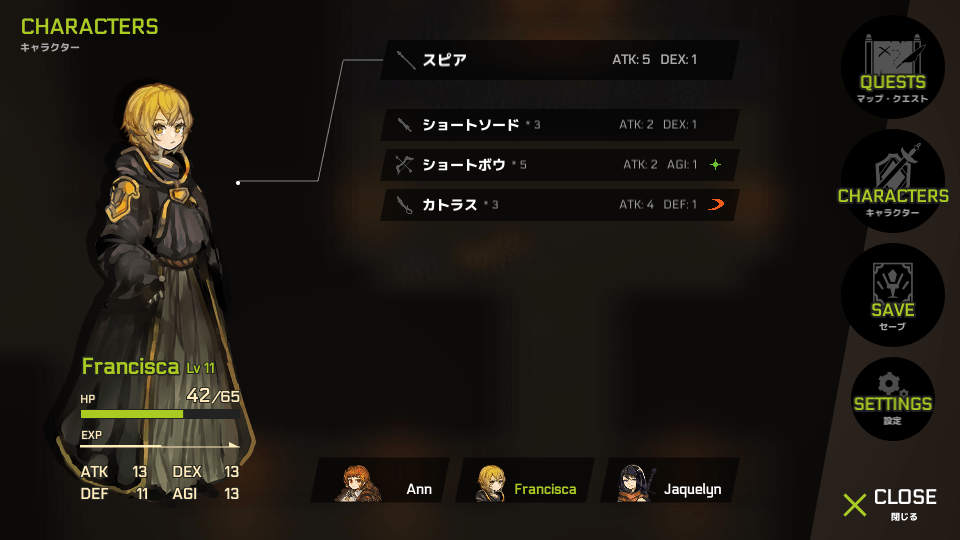 CHARACTERS
キャラクター
スピア ATK: 5 DEX: 1
ショートソード * 3 ATK: 2 DEX: 1
ショートボウ * 5 ATK: 2 AGI: 1
カトラス * 3 ATK: 4 DEF: 1
Francisca Lv 11
HP 42/65
EXP
ATK 13 DEX 13
DEF 11 AGI 13
Ann
Francisca
Jaquelyn
QUESTS
マップ・クエスト
CHARACTERS
キャラクター
SAVE
セーブ
SETTINGS
設定
CLOSE
閉じる